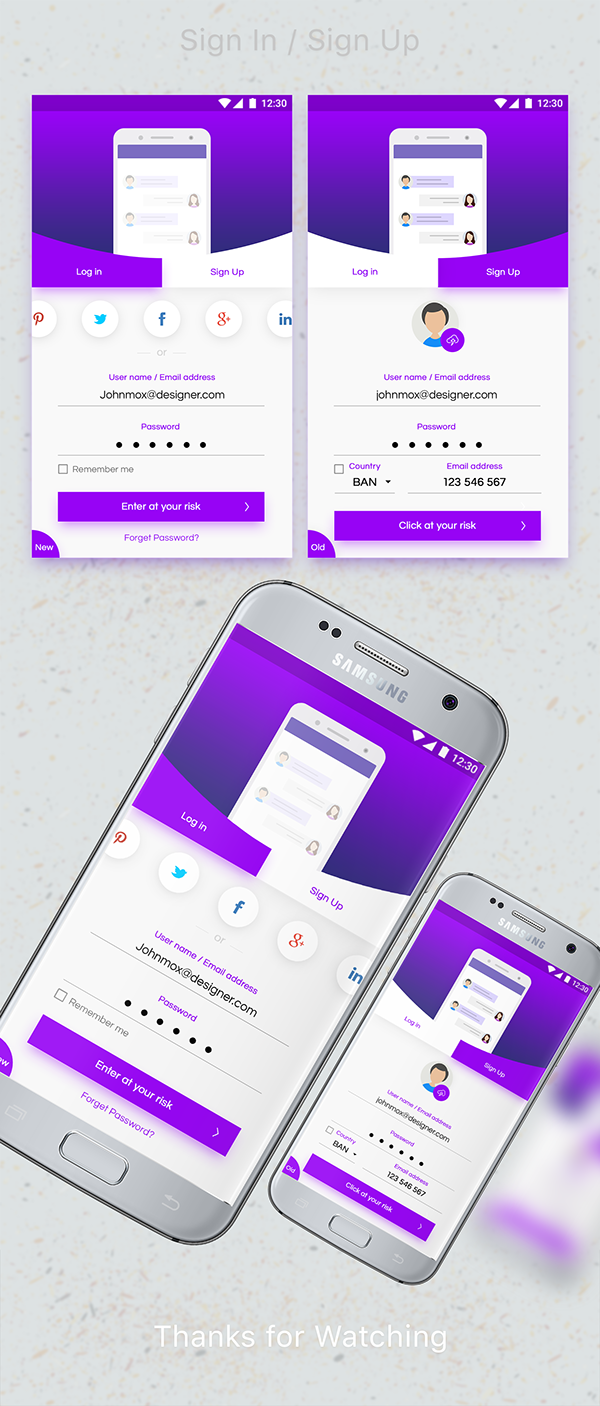 Sign In / Sign Up
12:30
12:30
Log in
Sign Up
Log in
Sign Up
f
g+
in
or
User name / Email address
Johnmox@designer.com
Password
Remember me
Enter at your risk
Forget Password?
New
User name / Email address
johnmox@designer.com
Password
Country
Email address
BAN
123 546 567
Click at your risk
Old
SAMSUNG
12:30
Log in
Sign Up
f
g+
in
or
User name / Email address
Johnmox@designer.com
Password
Remember me
Enter at your risk
Forget Password?
SAMSUNG
12:30
Log in
Sign Up
User name / Email address
johnmox@designer.com
Password
Country
Email address
BAN
123 546 567
Click at your risk
Old
Thanks for Watching